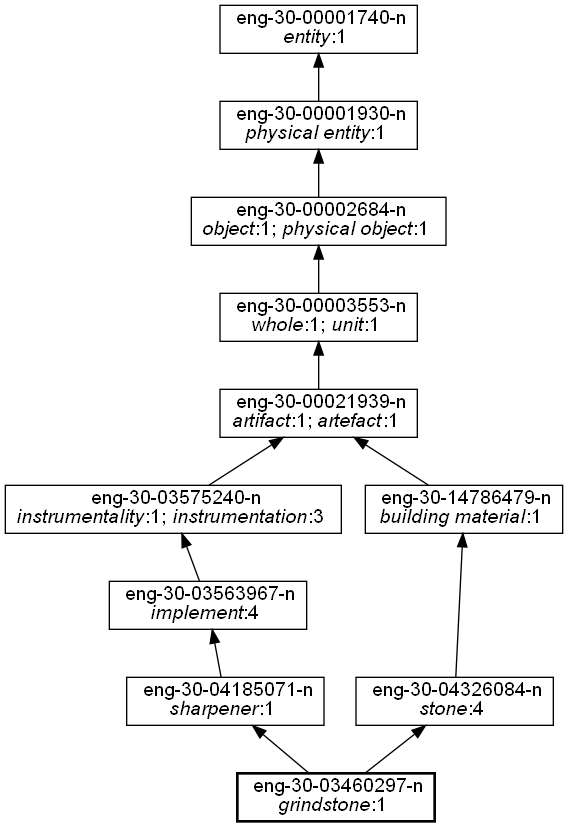 eng-30-00001740-n
entity:1
eng-30-00001930-n
physical entity:1
eng-30-00002684-n
object:1; physical object:1
eng-30-00003553-n
whole:1; unit:1
eng-30-00021939-n
artifact:1; artefact:1
eng-30-03575240-n
instrumentality:1; instrumentation:3
eng-30-14786479-n
building material:1
eng-30-03563967-n
implement:4
eng-30-04185071-n
sharpener:1
eng-30-04326084-n
stone:4
eng-30-03460297-n
grindstone:1